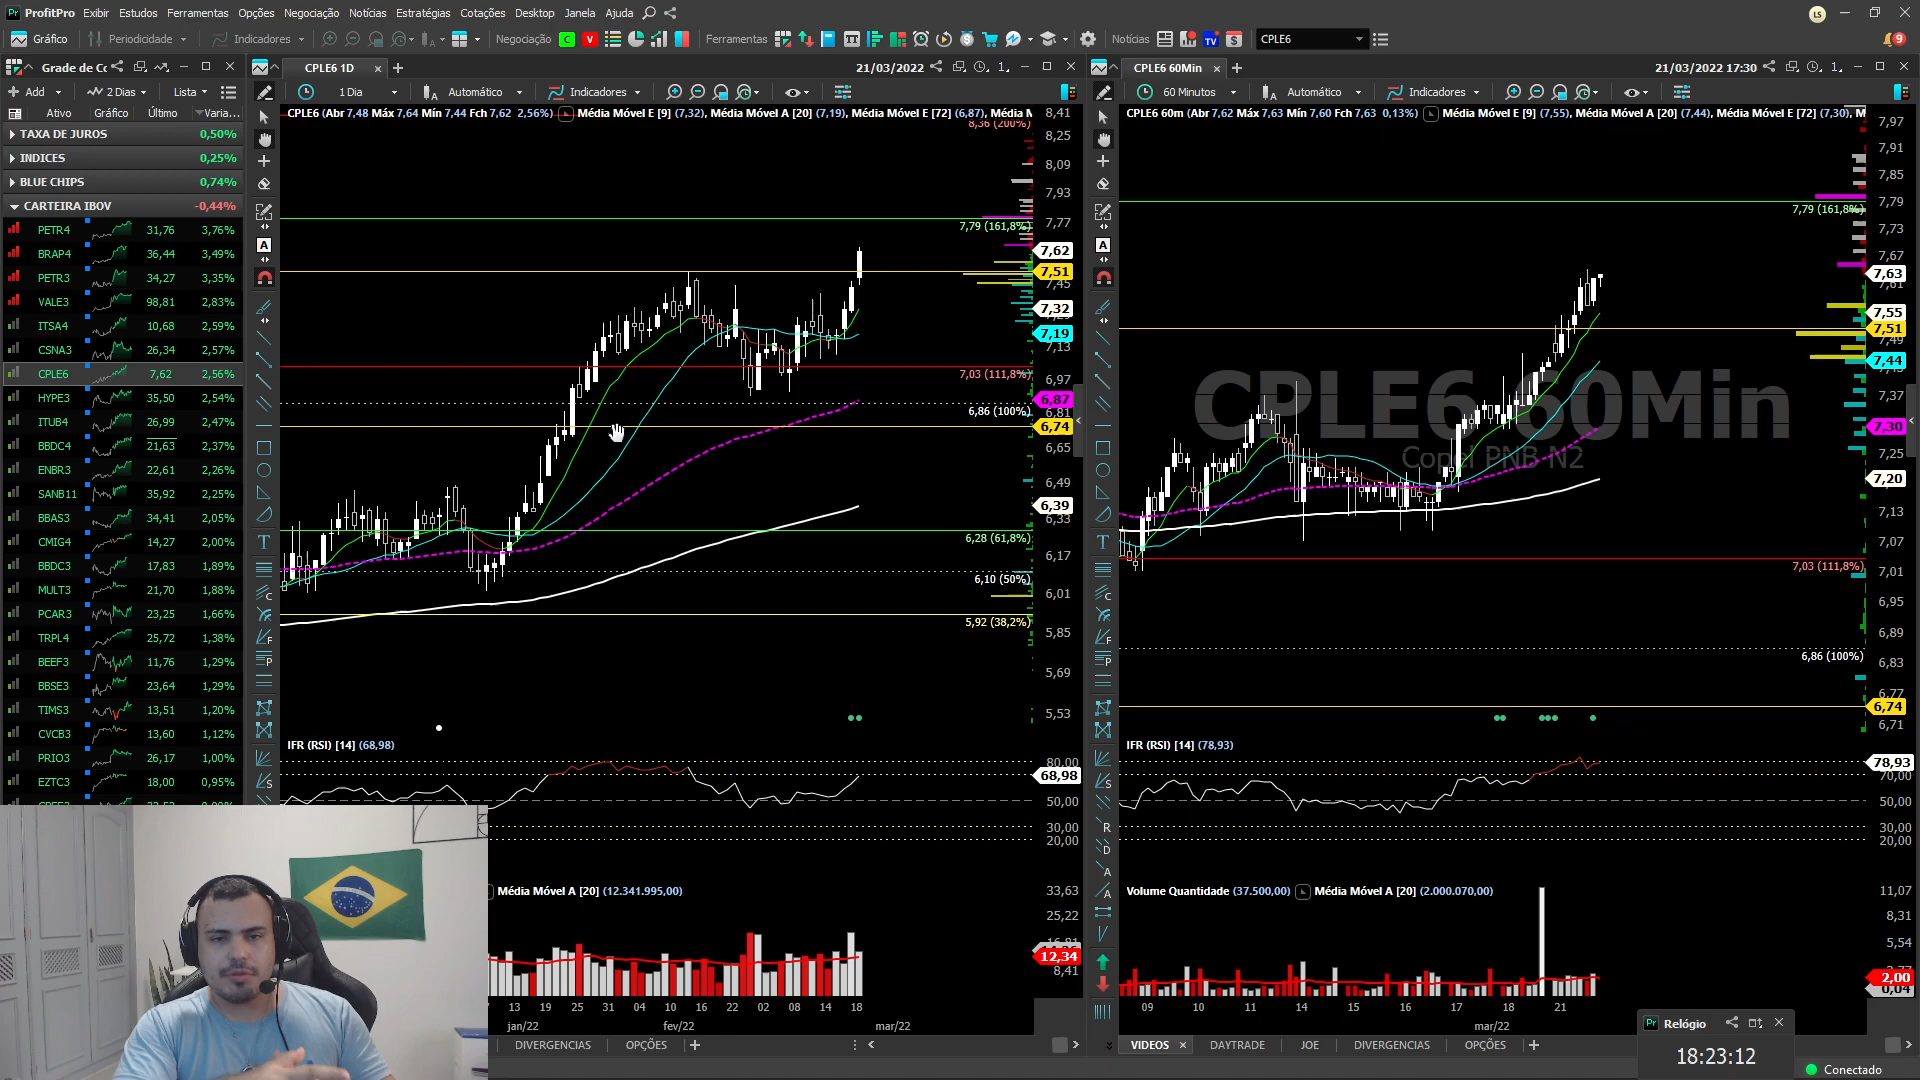 ProfitPro Exibir Estudos Ferramentas Opções Negociação Notícias Estratégias Cotações Desktop Janela Ajuda LS
Gráfico Periodicidade Indicadores Negociação C V Ferramentas Notícias TV CPLE6 9
Grade de Cc
CPLE6 1D
21/03/2022
CPLE6 60Min
21/03/2022 17:30
Add 2 Dias Lista
1 Dia Automático Indicadores
60 Minutos Automático Indicadores
Ativo Gráfico Último Varia...
TAXA DE JUROS 0,50%
INDICES 0,25%
BLUE CHIPS 0,74%
CARTEIRA IBOV -0,44%
PETR4 31,76 3,76%
BRAP4 36,44 3,49%
PETR3 34,27 3,35%
VALE3 98,81 2,83%
ITSA4 10,68 2,59%
CSNA3 26,34 2,57%
CPLE6 7,62 2,56%
HYPE3 35,50 2,54%
ITUB4 26,99 2,47%
BBDC4 21,63 2,37%
ENBR3 22,61 2,26%
SANB11 35,92 2,25%
BBAS3 34,41 2,05%
CMIG4 14,27 2,00%
BBDC3 17,83 1,89%
MULT3 21,70 1,88%
PCAR3 23,25 1,66%
TRPL4 25,72 1,38%
BEEF3 11,76 1,29%
BBSE3 23,64 1,29%
TIMS3 13,51 1,20%
CVCB3 13,60 1,12%
PRIO3 26,17 1,00%
EZTC3 18,00 0,95%
CPLE6 (Abr 7,48 Máx 7,64 Mín 7,44 Fch 7,62 2,56%) Média Móvel E [9] (7,32), Média Móvel A [20] (7,19), Média Móvel E [72] (6,87), Média M
8,36 (200%)
7,79 (161,8%)
7,03 (111,8%)
6,86 (100%)
6,28 (61,8%)
6,10 (50%)
5,92 (38,2%)
8,41
8,25
8,09
7,93
7,77
7,62
7,51
7,45
7,32
7,19
7,13
6,97
6,87
6,81
6,74
6,65
6,49
6,39
6,33
6,17
6,01
5,85
5,69
5,53
IFR (RSI) [14] (68,98)
80,00
68,98
50,00
30,00
20,00
Média Móvel A [20] (12.341.995,00)
33,63
25,22
12,34
8,41
13 19 25 31 04 10 16 22 02 08 14 18
jan/22 fev/22 mar/22
DIVERGENCIAS OPÇÕES
CPLE6 60m (Abr 7,62 Máx 7,63 Mín 7,60 Fch 7,63 0,13%) Média Móvel E [9] (7,55), Média Móvel A [20] (7,44), Média Móvel E [72] (7,30), M
CPLE6 60Min
Copel PNB N2
7,79 (161,8%)
7,03 (111,8%)
6,86 (100%)
7,97
7,91
7,85
7,79
7,73
7,67
7,63
7,61
7,55
7,51
7,49
7,44
7,37
7,30
7,25
7,20
7,13
7,07
7,01
6,95
6,89
6,83
6,77
6,74
6,71
IFR (RSI) [14] (78,93)
78,93
70,00
50,00
30,00
20,00
Volume Quantidade (37.500,00) Média Móvel A [20] (2.000.070,00)
11,07
8,31
5,54
2,00
0,04
09 10 11 14 15 16 17 18 21
mar/22
VIDEOS DAYTRADE JOE DIVERGENCIAS OPÇÕES
Relógio
18:23:12
Conectado